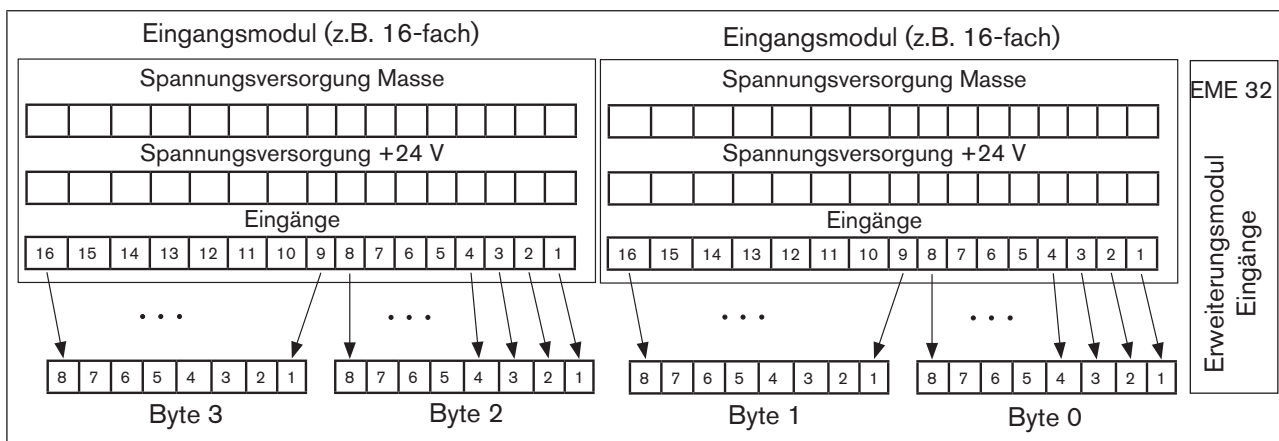 Eingangsmodul (z.B. 16-fach)
Spannungsversorgung Masse
Spannungsversorgung +24 V
Eingänge
16 15 14 13 12 11 10 9 8 7 6 5 4 3 2 1
. . . . . .
8 7 6 5 4 3 2 1 8 7 6 5 4 3 2 1
Byte 3 Byte 2
Eingangsmodul (z.B. 16-fach)
Spannungsversorgung Masse
Spannungsversorgung +24 V
Eingänge
16 15 14 13 12 11 10 9 8 7 6 5 4 3 2 1
. . . . . .
8 7 6 5 4 3 2 1 8 7 6 5 4 3 2 1
Byte 1 Byte 0
EME 32
Erweiterungsmodul
Eingänge